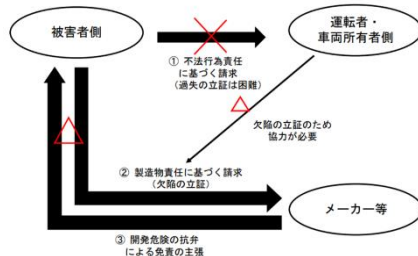 被害者側
運転者・
車両所有者側
① 不法行為責任
に基づく請求
(過失の立証は困難)
欠陥の立証のため
協力が必要
② 製造物責任に基づく請求
(欠陥の立証)
メーカー等
③ 開発危険の抗弁
による免責の主張